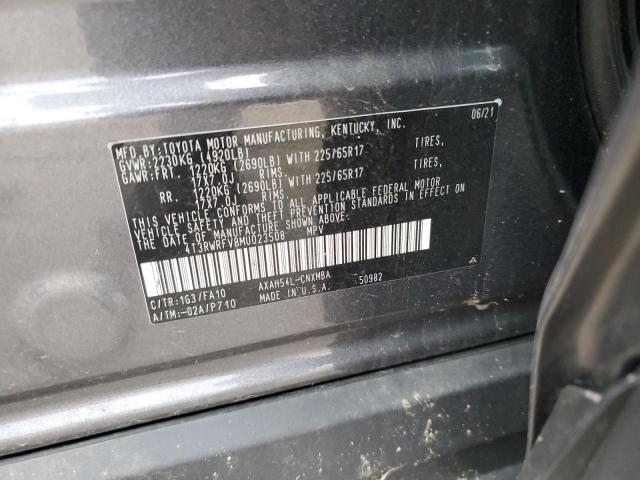 MFD. BY: TOYOTA MOTOR MANUFACTURING, KENTUCKY, INC. 06/21
GVWR: 2230KG (4920LB)
GAWR: FRT. 1220KG (2690LB) WITH 225/65R17 TIRES,
17X7.0J RIMS
RR. 1220KG (2690LB) WITH 225/65R17 TIRES,
17X7.0J RIMS
THIS VEHICLE CONFORMS TO ALL APPLICABLE FEDERAL MOTOR
VEHICLE SAFETY AND THEFT PREVENTION STANDARDS IN EFFECT
ON THE DATE OF MANUFACTURE SHOWN ABOVE.
4T3RWRFV8MU023508 MPV
C/TR: 1G3/FA10 AXAH54L-CNXMBA 50982
A/TM: -02A/P710 MADE IN U.S.A.